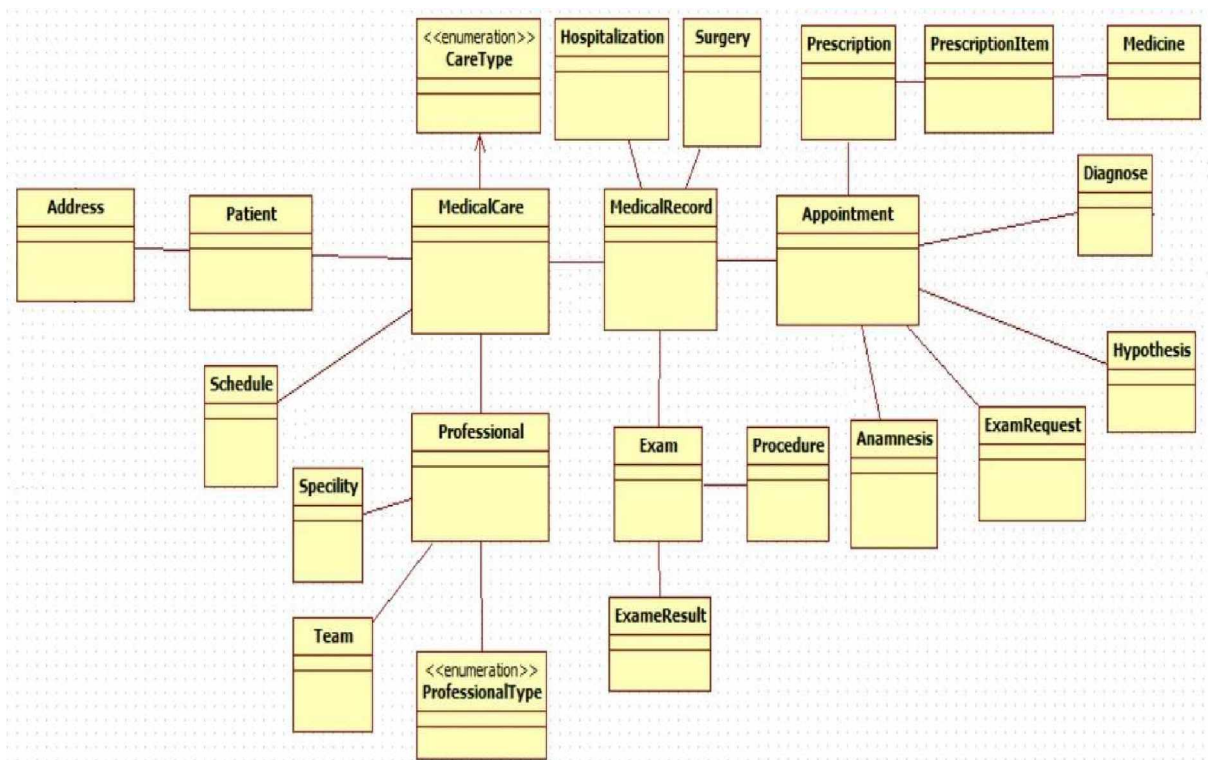 <<enumeration>>
CareType
Hospitalization
Surgery
Prescription
PrescriptionItem
Medicine
Diagnose
Address
Patient
MedicalCare
MedicalRecord
Appointment
Hypothesis
Schedule
Professional
Exam
Procedure
Anamnesis
ExamRequest
Specility
Team
ExameResult
<<enumeration>>
ProfessionalType